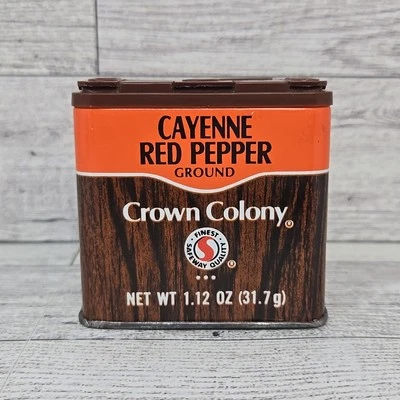 CAYENNE
RED PEPPER
GROUND
Crown Colony®
FINEST
SAFEWAY QUALITY
®
NET WT 1.12 OZ (31.7g)